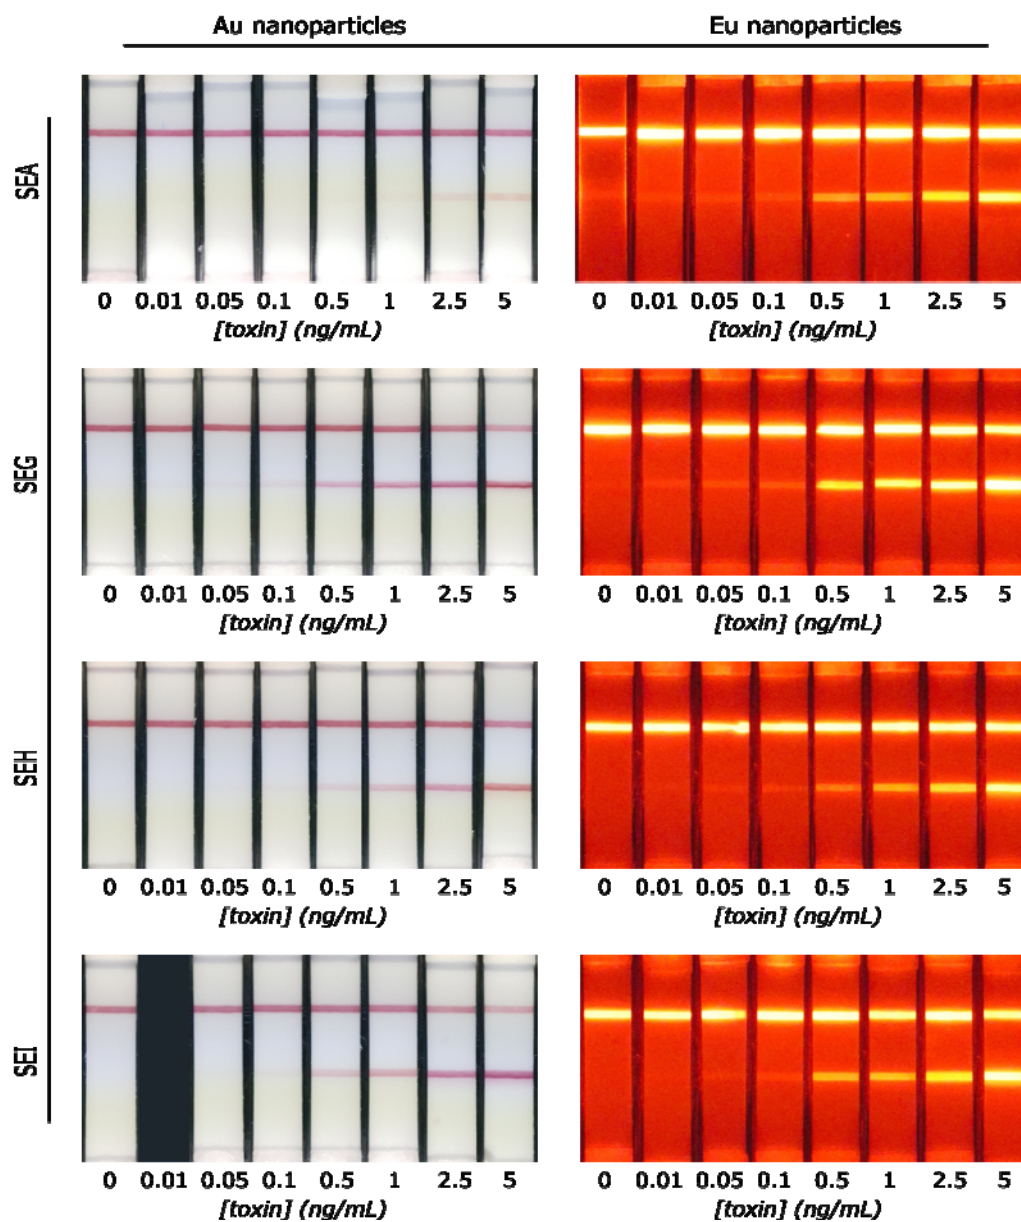 Au nanoparticles Eu nanoparticles
SEA
0 0.01 0.05 0.1 0.5 1 2.5 5 0 0.01 0.05 0.1 0.5 1 2.5 5
[toxin] (ng/mL) [toxin] (ng/mL)
SEG
0 0.01 0.05 0.1 0.5 1 2.5 5 0 0.01 0.05 0.1 0.5 1 2.5 5
[toxin] (ng/mL) [toxin] (ng/mL)
SEH
0 0.01 0.05 0.1 0.5 1 2.5 5 0 0.01 0.05 0.1 0.5 1 2.5 5
[toxin] (ng/mL) [toxin] (ng/mL)
SEI
0 0.01 0.05 0.1 0.5 1 2.5 5 0 0.01 0.05 0.1 0.5 1 2.5 5
[toxin] (ng/mL) [toxin] (ng/mL)